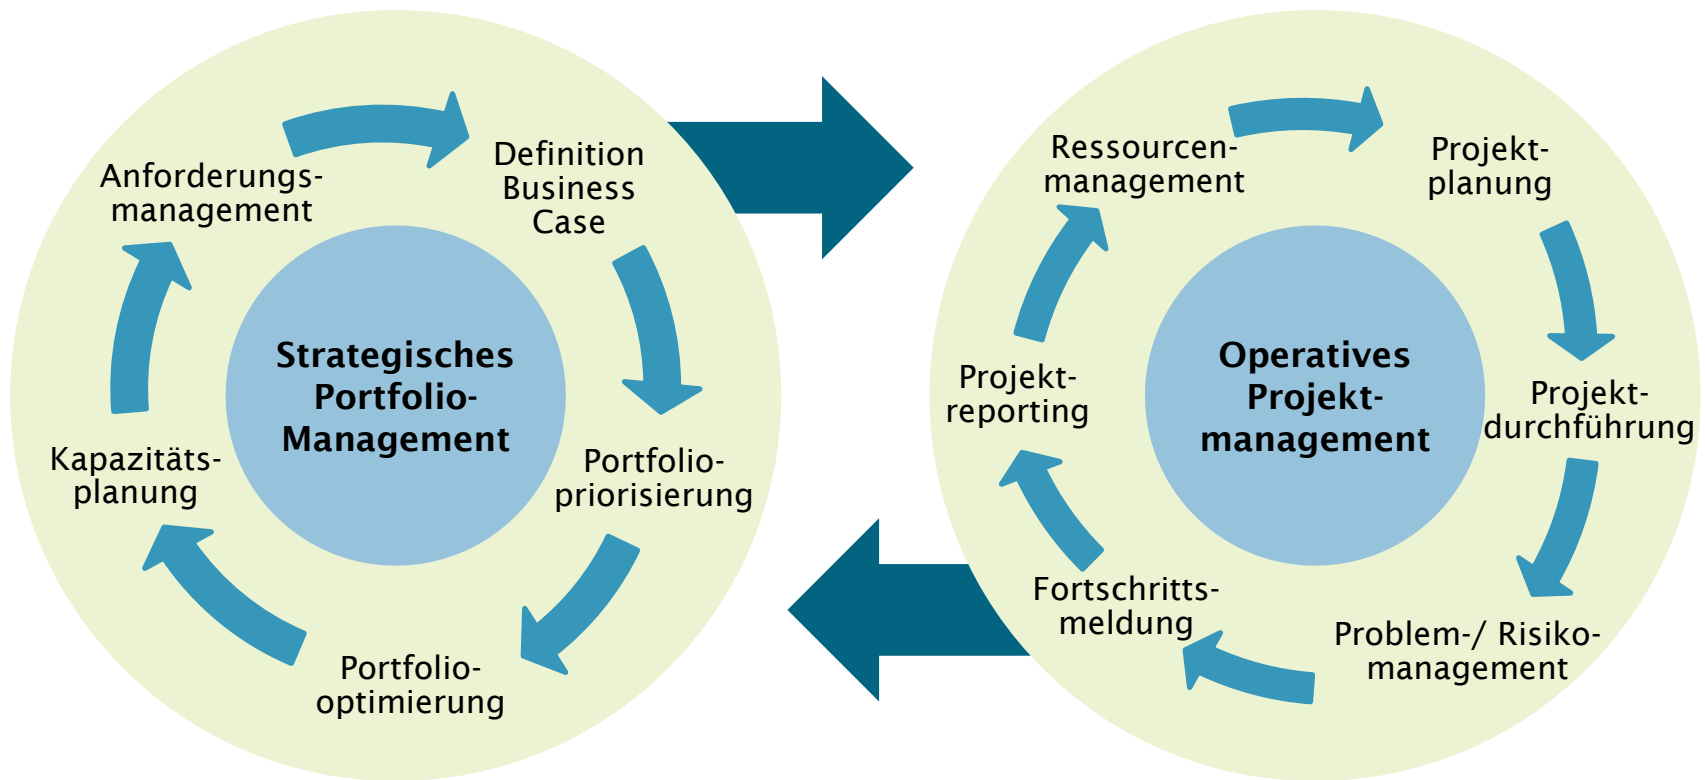 Anforderungs-
management
Definition
Business
Case
Portfolio-
priorisierung
Portfolio-
optimierung
Kapazitäts-
planung
Strategisches
Portfolio-
Management
Ressourcen-
management
Projekt-
planung
Projekt-
durchführung
Problem-/ Risiko-
management
Fortschritts-
meldung
Projekt-
reporting
Operatives
Projekt-
management